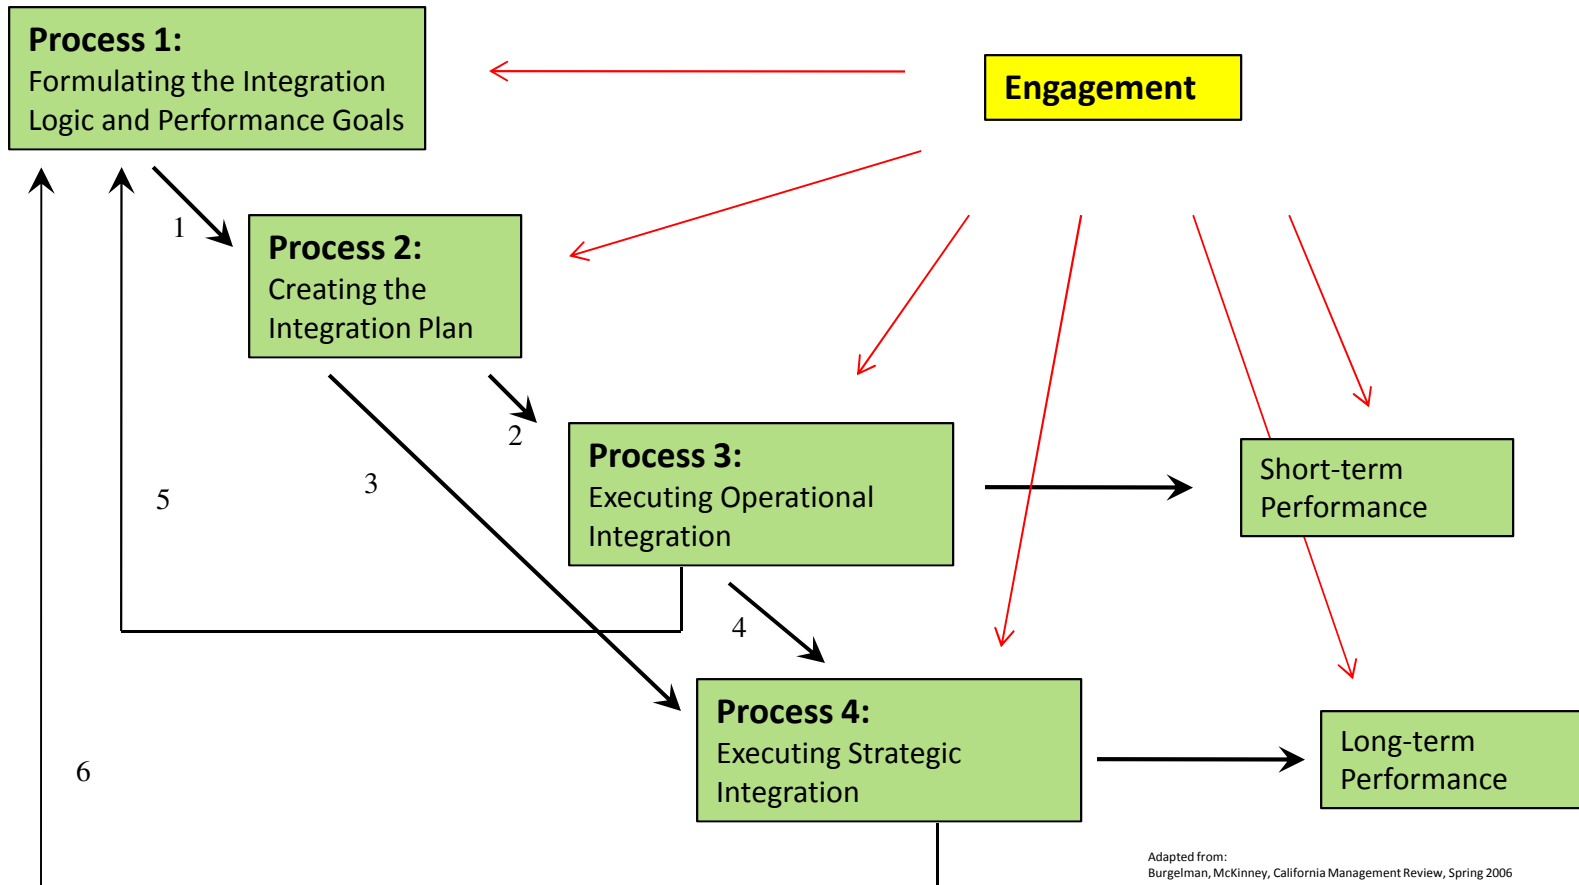 Process 1:
Formulating the Integration
Logic and Performance Goals
Engagement
1
Process 2:
Creating the
Integration Plan
2
3
5
Process 3:
Executing Operational
Integration
Short-term
Performance
4
Process 4:
Executing Strategic
Integration
Long-term
Performance
6
Adapted from:
Burgelman, McKinney, California Management Review, Spring 2006